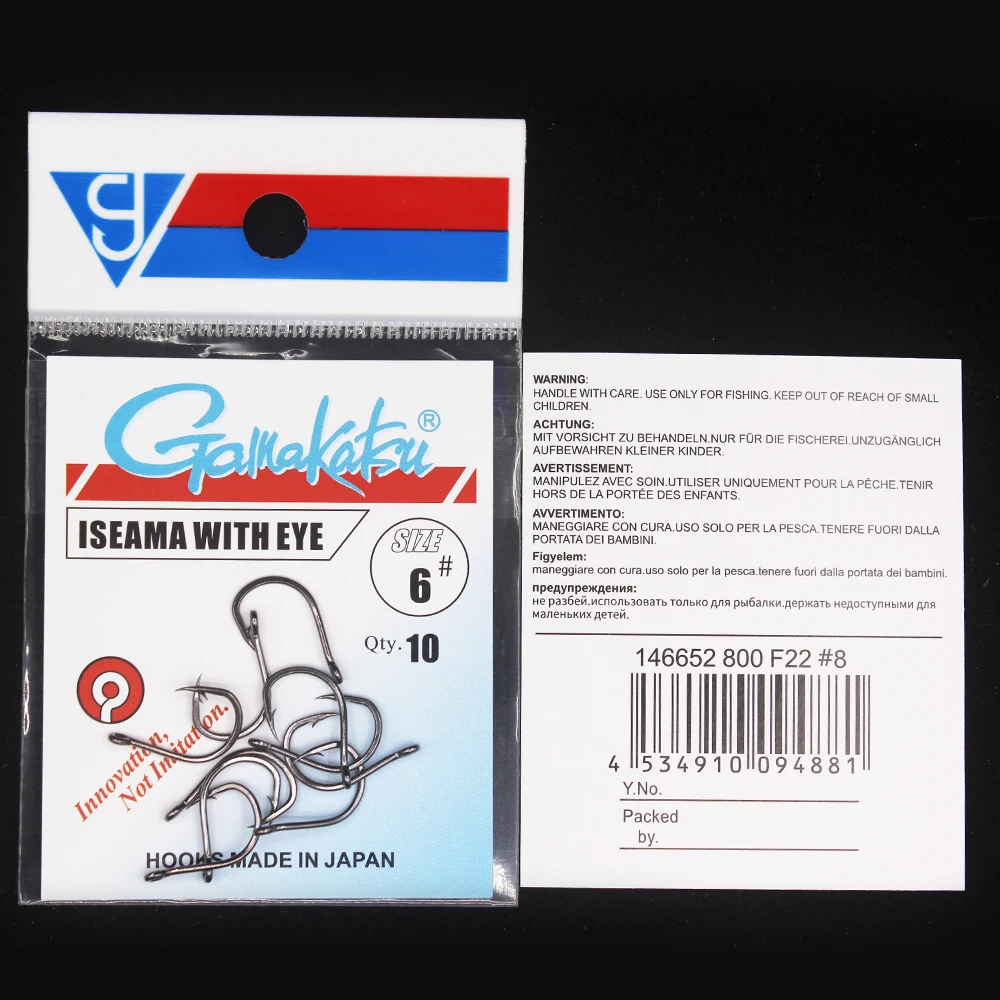 Gamakatsu®
ISEAMA WITH EYE
SIZE
6#
Qty. 10
Innovation,
Not Imitation.
HOOKS MADE IN JAPAN
WARNING:
HANDLE WITH CARE. USE ONLY FOR FISHING. KEEP OUT OF REACH OF SMALL
CHILDREN.
ACHTUNG:
MIT VORSICHT ZU BEHANDELN.NUR FÜR DIE FISCHEREI.UNZUGÄNGLICH
AUFBEWAHREN KLEINER KINDER.
AVERTISSEMENT:
MANIPULEZ AVEC SOIN.UTILISER UNIQUEMENT POUR LA PÊCHE.TENIR
HORS DE LA PORTÉE DES ENFANTS.
AVVERTIMENTO:
MANEGGIARE CON CURA.USO SOLO PER LA PESCA.TENERE FUORI DALLA
PORTATA DEI BAMBINI.
Figyelem:
maneggiare con cura.uso solo per la pesca.tenere fuori dalla portata dei bambini.
предупреждения:
не разбей.использовать только для рыбалки.держать недоступными для
маленьких детей.
146652 800 F22 #8
4 534910 094881
Y.No.
Packed
by.